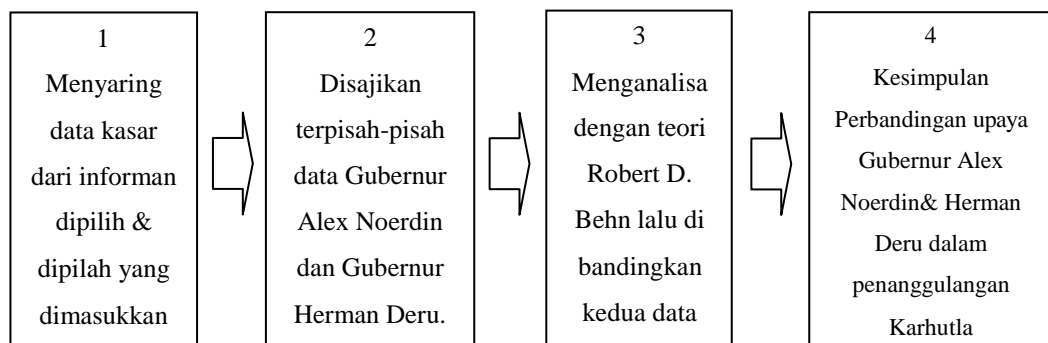 1
Menyaring
data kasar
dari informan
dipilih &
dipilah yang
dimasukkan
2
Disajikan
terpisah-pisah
data Gubernur
Alex Noerdin
dan Gubernur
Herman Deru.
3
Menganalisa
dengan teori
Robert D.
Behn lalu di
bandingkan
kedua data
4
Kesimpulan
Perbandingan upaya
Gubernur Alex
Noerdin& Herman
Deru dalam
penanggulangan
Karhutla